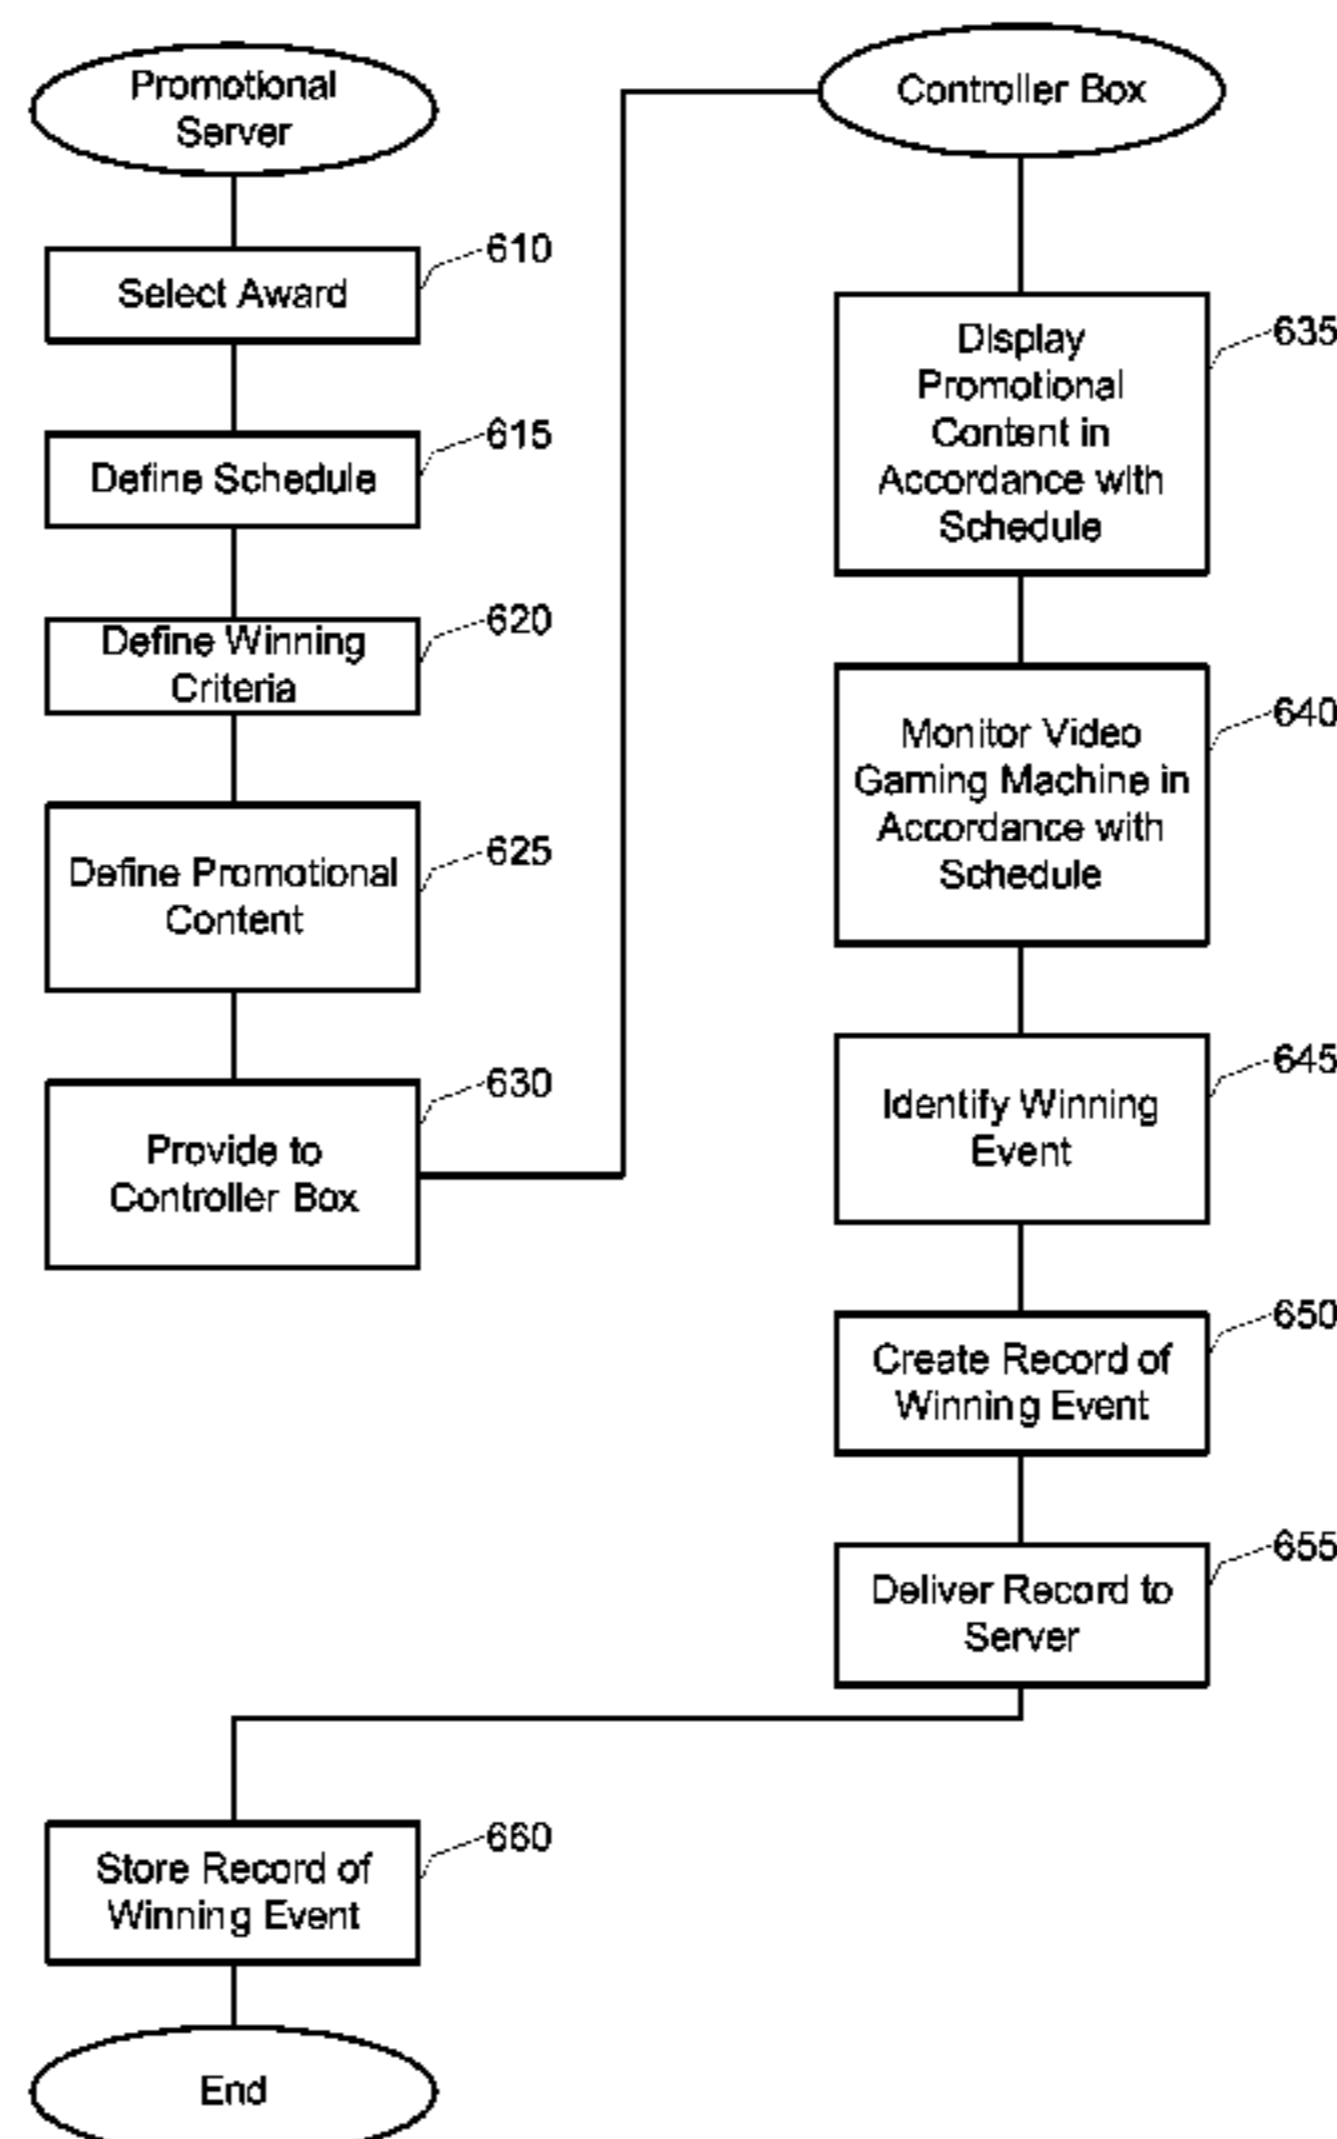 Promotional
Server
610
Select Award
615
Define Schedule
620
Define Winning
Criteria
625
Define Promotional
Content
630
Provide to
Controller Box
Controller Box
635
Display
Promotional
Content in
Accordance with
Schedule
640
Monitor Video
Gaming Machine in
Accordance with
Schedule
645
Identify Winning
Event
650
Create Record of
Winning Event
655
Deliver Record to
Server
660
Store Record of
Winning Event
End